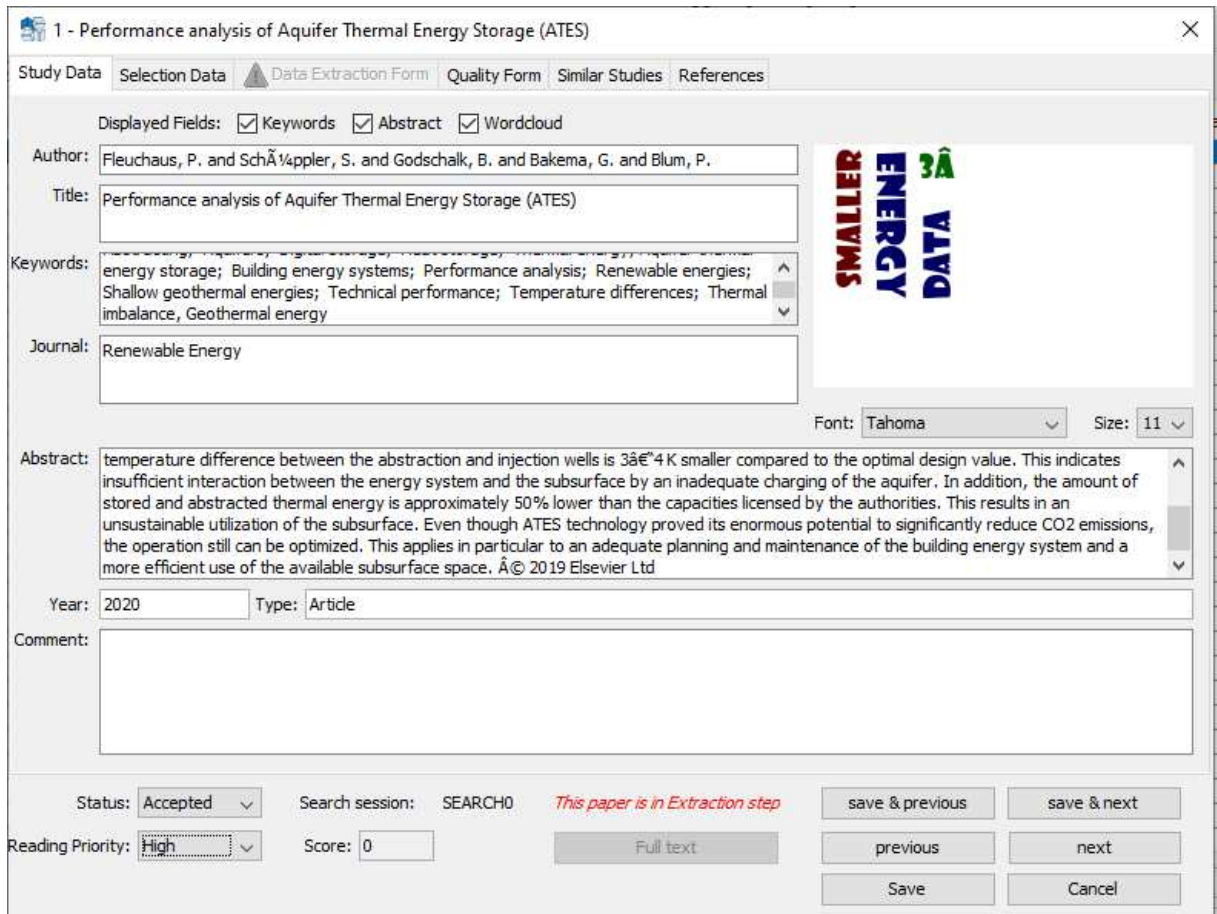 1 - Performance analysis of Aquifer Thermal Energy Storage (ATES)
Study Data Selection Data Data Extraction Form Quality Form Similar Studies References
Displayed Fields: Keywords Abstract Wordcloud
Author: Fleuchaus, P. and SchÃ¼ppler, S. and Godschalk, B. and Bakema, G. and Blum, P.
Title: Performance analysis of Aquifer Thermal Energy Storage (ATES)
Keywords:
energy storage; Building energy systems; Performance analysis; Renewable energies;
Shallow geothermal energies; Technical performance; Temperature differences; Thermal
imbalance, Geothermal energy
SMALLER
ENERGY
3Â
DATA
Journal: Renewable Energy
Font: Tahoma Size: 11
Abstract: temperature difference between the abstraction and injection wells is 3â€"4 K smaller compared to the optimal design value. This indicates
insufficient interaction between the energy system and the subsurface by an inadequate charging of the aquifer. In addition, the amount of
stored and abstracted thermal energy is approximately 50% lower than the capacities licensed by the authorities. This results in an
unsustainable utilization of the subsurface. Even though ATES technology proved its enormous potential to significantly reduce CO2 emissions,
the operation still can be optimized. This applies in particular to an adequate planning and maintenance of the building energy system and a
more efficient use of the available subsurface space. Â© 2019 Elsevier Ltd
Year: 2020 Type: Article
Comment:
Status: Accepted Search session: SEARCH0 This paper is in Extraction step save & previous save & next
Reading Priority: High Score: 0 Full text previous next
Save Cancel